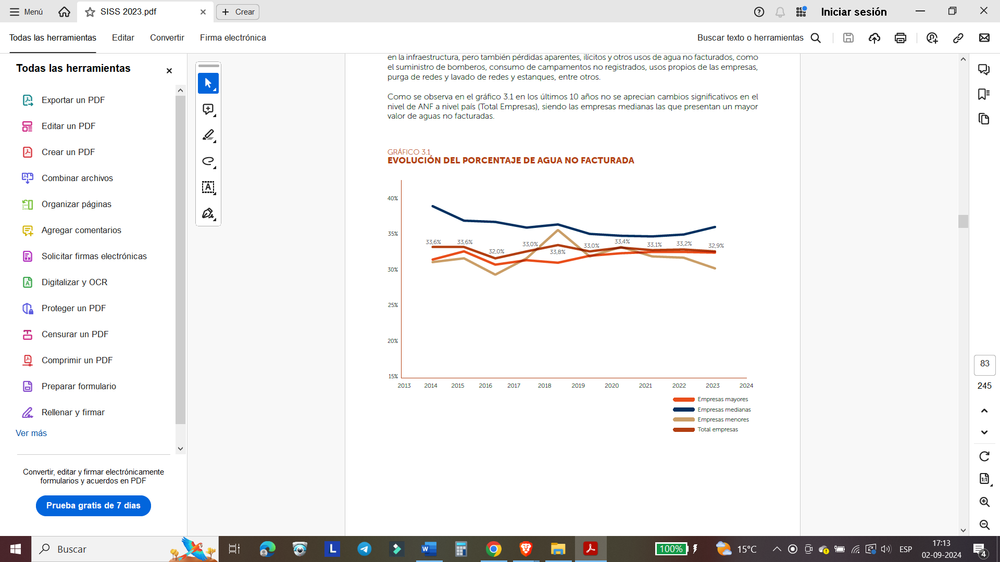 Menú
SISS 2023.pdf
Crear
Iniciar sesión
Todas las herramientas
Editar
Convertir
Firma electrónica
Buscar texto o herramientas
Todas las herramientas
Exportar un PDF
Editar un PDF
Crear un PDF
Combinar archivos
Organizar páginas
Agregar comentarios
Solicitar firmas electrónicas
Digitalizar y OCR
Proteger un PDF
Censurar un PDF
Comprimir un PDF
Preparar formulario
Rellenar y firmar
Ver más
Convertir, editar y firmar electrónicamente
formularios y acuerdos en PDF
Prueba gratis de 7 días
en la infraestructura, pero también pérdidas aparentes, ilícitos y otros usos de agua no facturados, como
el suministro de bomberos, consumo de campamentos no registrados, usos propios de las empresas,
purga de redes y lavado de redes y estanques, entre otros.
Como se observa en el gráfico 3.1 en los últimos 10 años no se aprecian cambios significativos en el
nivel de ANF a nivel país (Total Empresas), siendo las empresas medianas las que presentan un mayor
valor de aguas no facturadas.
GRÁFICO 3.1
EVOLUCIÓN DEL PORCENTAJE DE AGUA NO FACTURADA
40%
35%
30%
25%
20%
15%
33,6%
33,6%
32,0%
33,0%
33,8%
33,0%
33,4%
33,1%
33,2%
32,9%
2013 2014 2015 2016 2017 2018 2019 2020 2021 2022 2023 2024
Empresas mayores
Empresas medianas
Empresas menores
Total empresas
83
245
1:1
Buscar
100%
15°C
ESP
17:13
02-09-2024
4